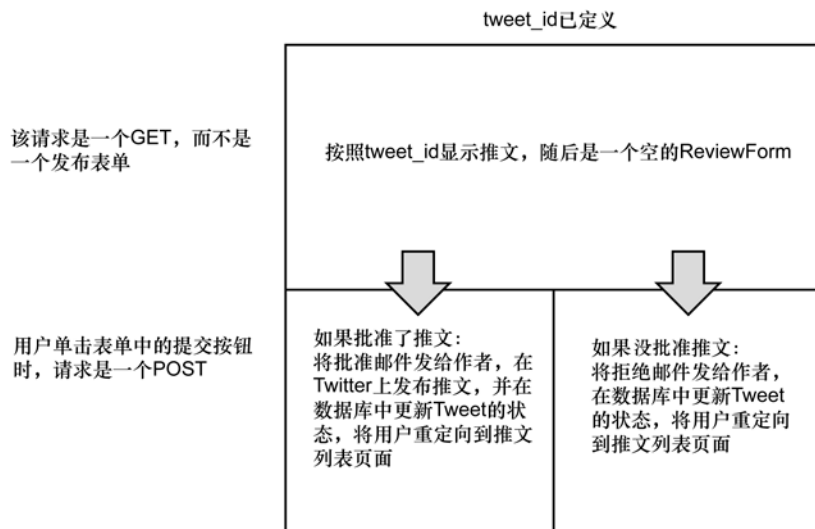 tweet_id已定义
该请求是一个GET，而不是
一个发布表单
按照tweet_id显示推文，随后是一个空的ReviewForm
用户单击表单中的提交按钮
时，请求是一个POST
如果批准了推文：
将批准邮件发给作者，在
Twitter上发布推文，并在
数据库中更新Tweet的状
态，将用户重定向到推文
列表页面
如果没批准推文：
将拒绝邮件发给作者，
在数据库中更新Tweet
的状态，将用户重定向
到推文列表页面